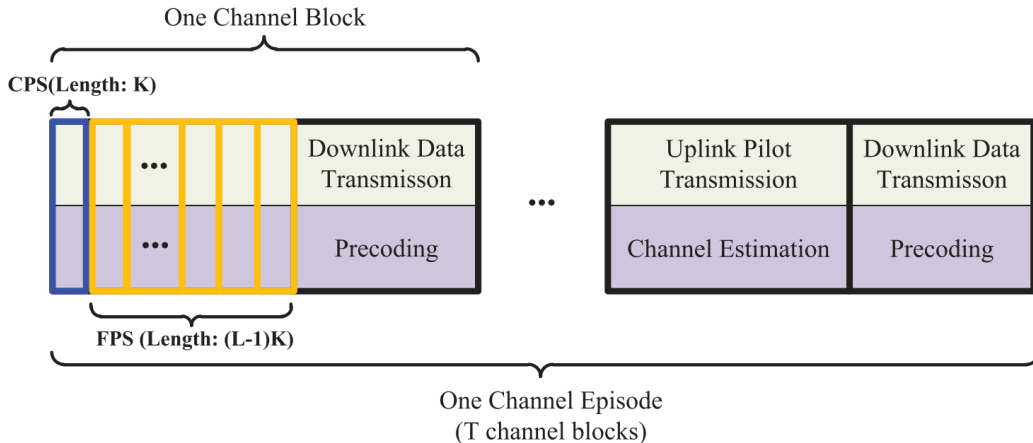 One Channel Block
CPS(Length: K)
Downlink Data
Transmisson
Uplink Pilot
Transmission
Downlink Data
Transmisson
•••
•••
•••
Precoding
Channel Estimation
Precoding
FPS (Length: (L-1)K)
One Channel Episode
(T channel blocks)